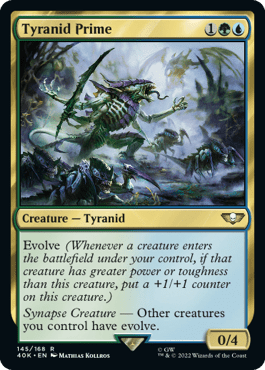 Tyranid Prime 1
Creature — Tyranid
Evolve (Whenever a creature enters
the battlefield under your control, if that
creature has greater power or toughness
than this creature, put a +1/+1 counter
on this creature.)
Synapse Creature — Other creatures
you control have evolve.
0/4
145/168 R
40K • EN MATHIAS KOLLROS
© GW
™ & © 2022 Wizards of the Coast